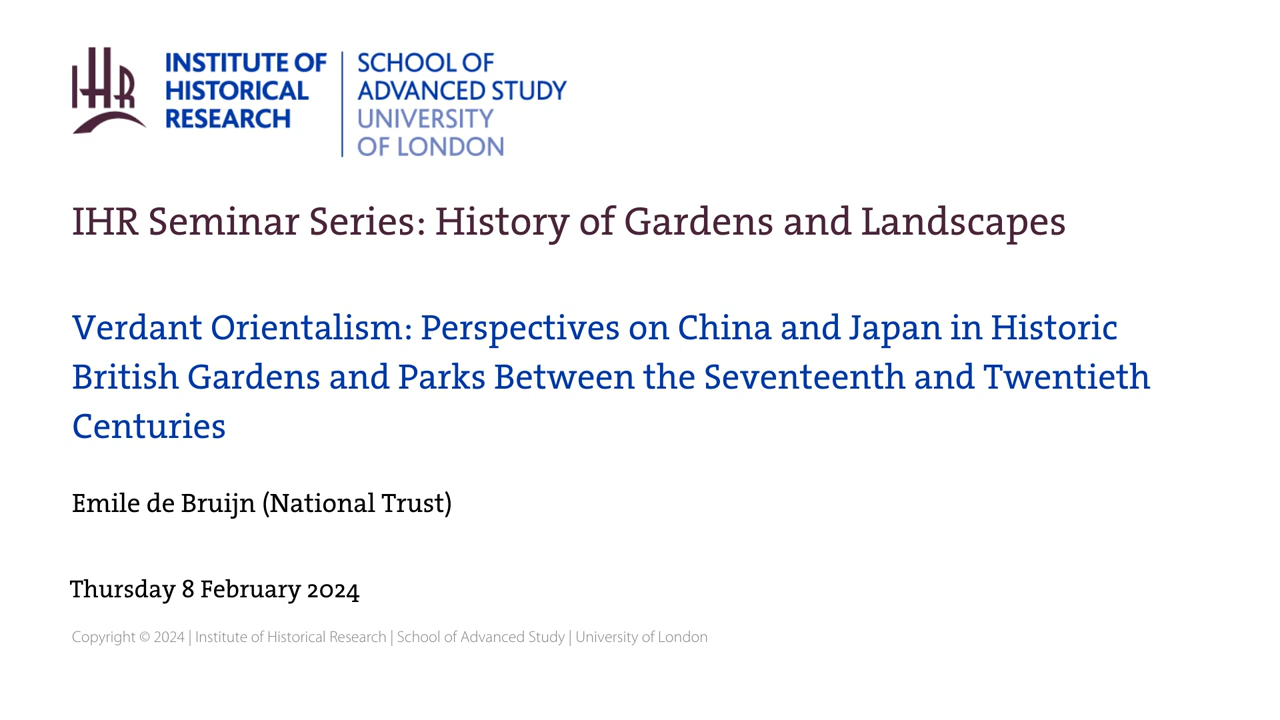 IHR
INSTITUTE OF
HISTORICAL
RESEARCH
SCHOOL OF
ADVANCED STUDY
UNIVERSITY
OF LONDON
IHR Seminar Series: History of Gardens and Landscapes
Verdant Orientalism: Perspectives on China and Japan in Historic
British Gardens and Parks Between the Seventeenth and Twentieth
Centuries
Emile de Bruijn (National Trust)
Thursday 8 February 2024
Copyright © 2024 | Institute of Historical Research | School of Advanced Study | University of London